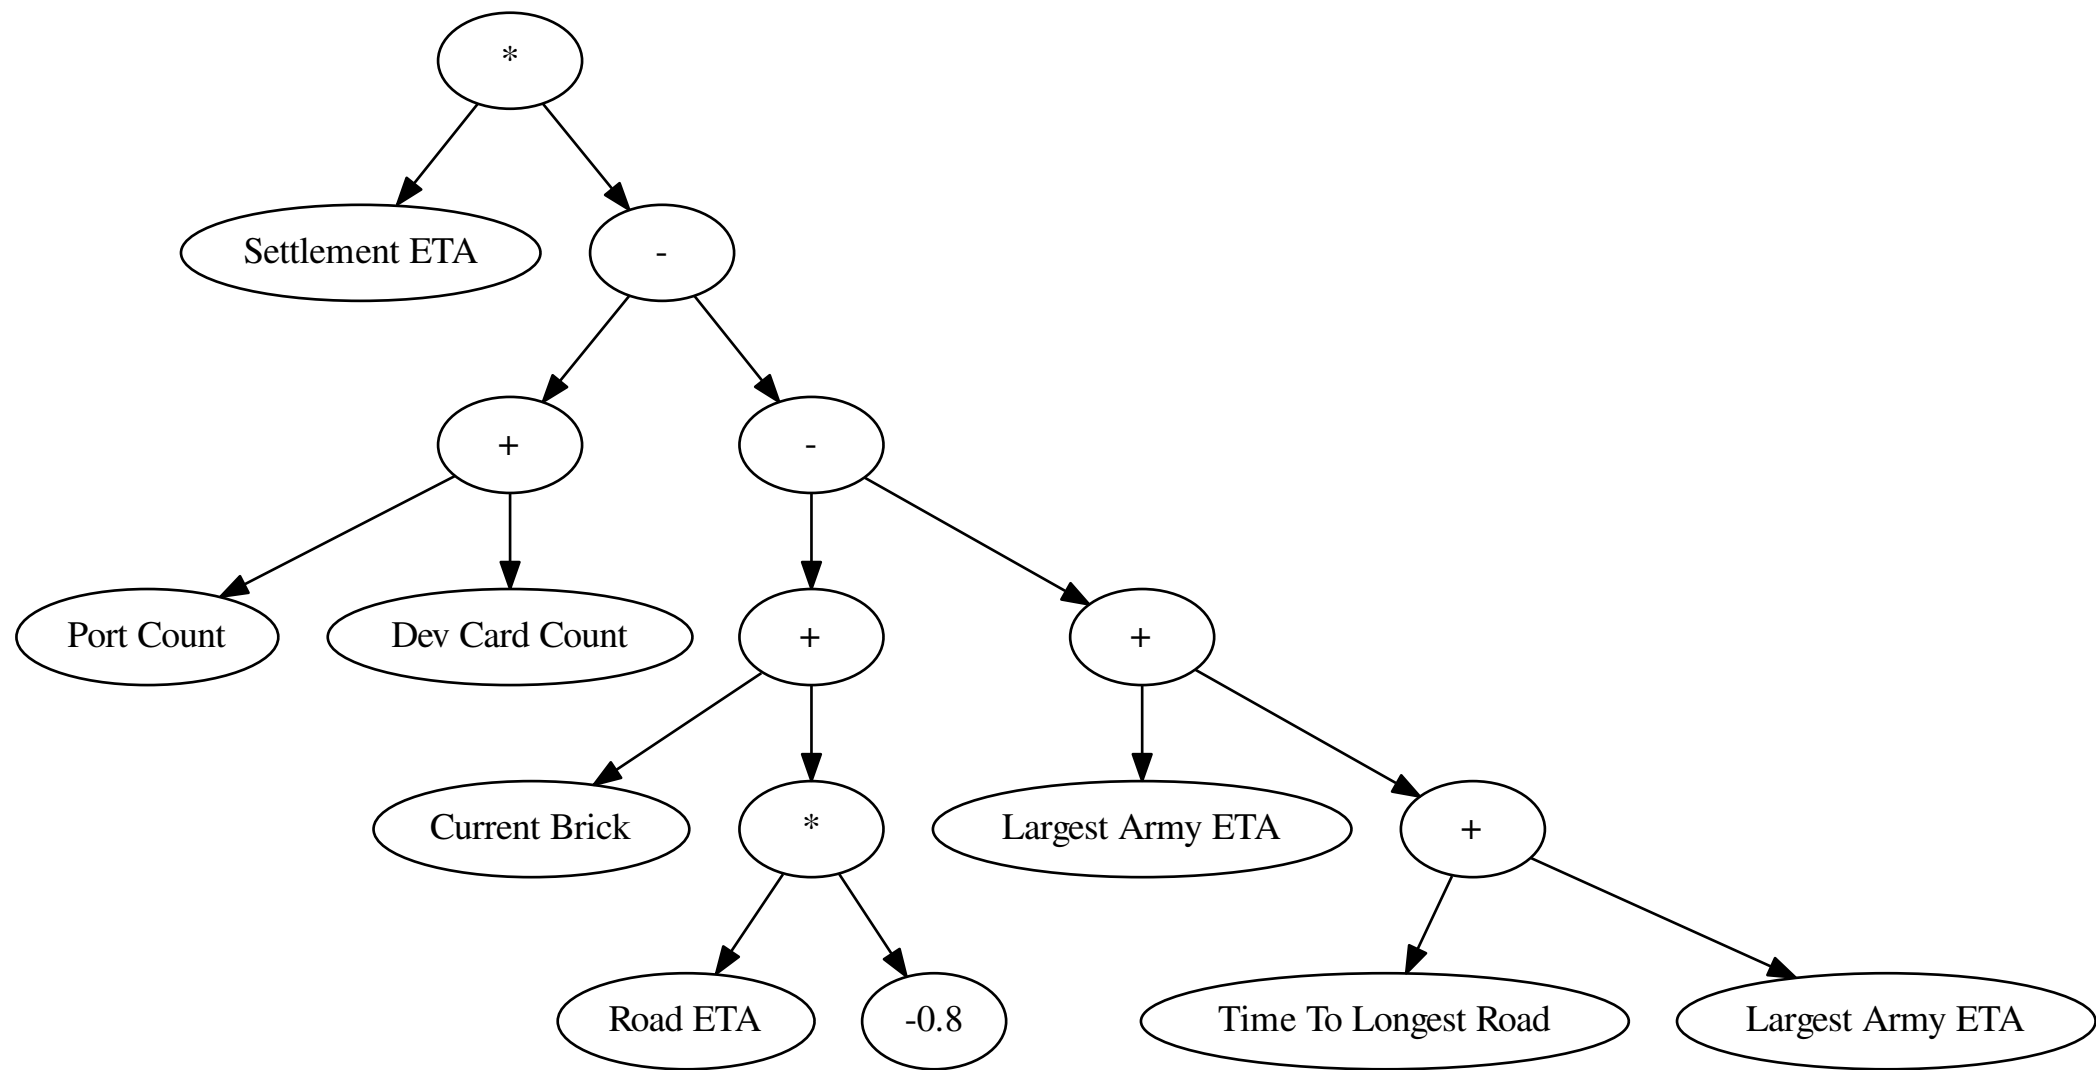 *
Settlement ETA
-
+
-
Port Count
Dev Card Count
+
+
Current Brick
*
Largest Army ETA
+
Road ETA
-0.8
Time To Longest Road
Largest Army ETA